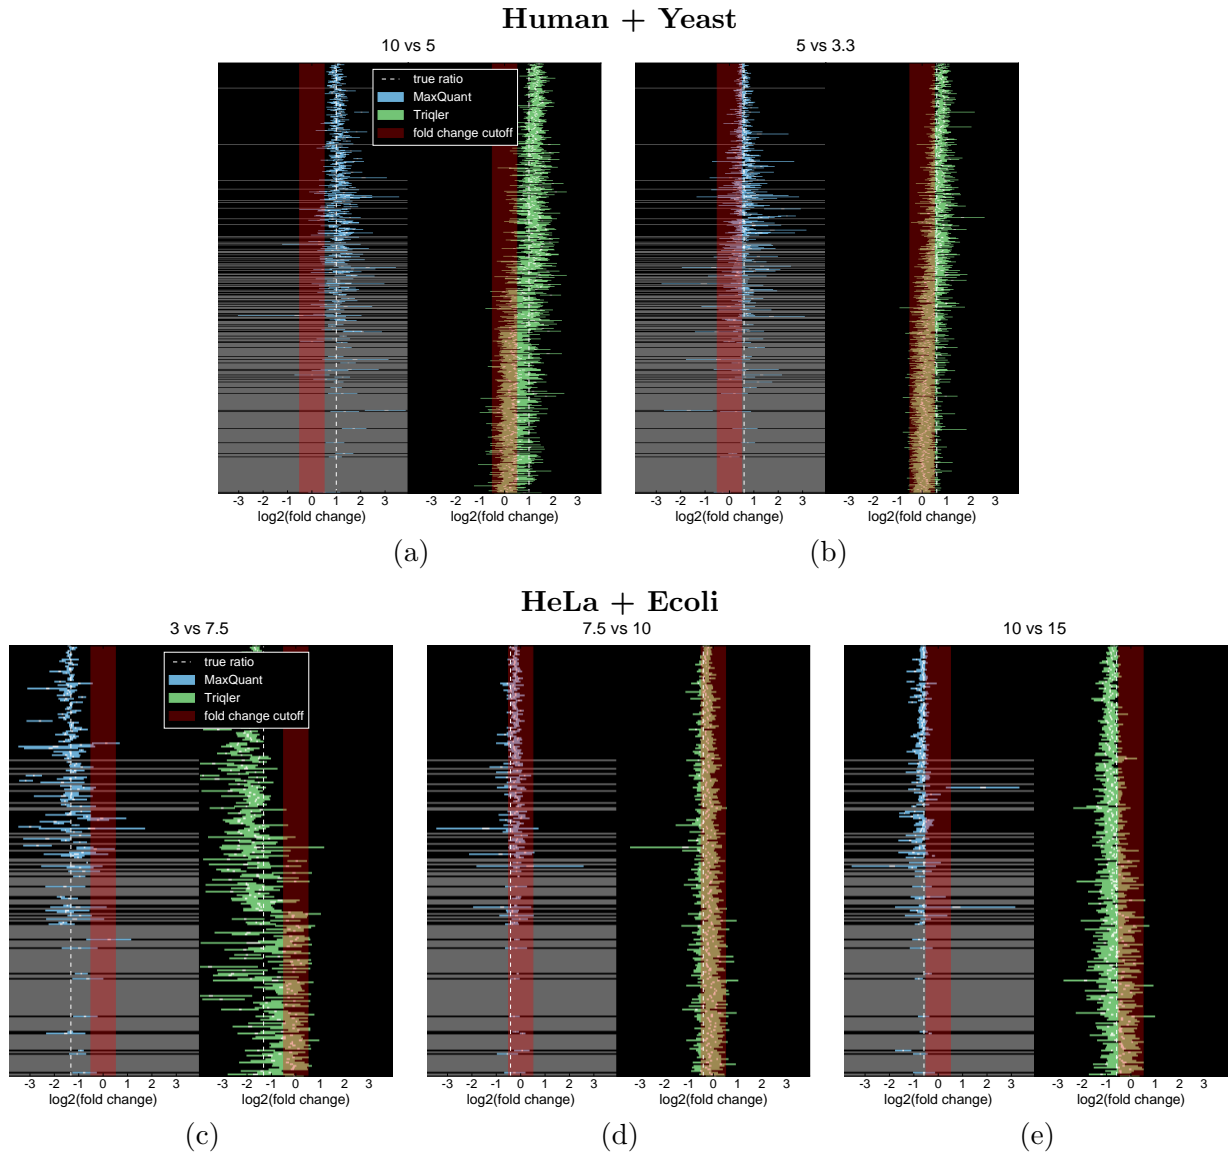 Human + Yeast
10 vs 5
5 vs 3.3
true ratio
MaxQuant
Triqler
fold change cutoff
-3 -2 -1 0 1 2 3
-3 -2 -1 0 1 2 3
-3 -2 -1 0 1 2 3
-3 -2 -1 0 1 2 3
log2(fold change)
log2(fold change)
log2(fold change)
log2(fold change)
(a)
(b)
HeLa + Ecoli
3 vs 7.5
7.5 vs 10
10 vs 15
true ratio
MaxQuant
Triqler
fold change cutoff
-3 -2 -1 0 1 2 3
-3 -2 -1 0 1 2 3
-3 -2 -1 0 1 2 3
-3 -2 -1 0 1 2 3
-3 -2 -1 0 1 2 3
-3 -2 -1 0 1 2 3
log2(fold change)
log2(fold change)
log2(fold change)
log2(fold change)
log2(fold change)
log2(fold change)
(c)
(d)
(e)